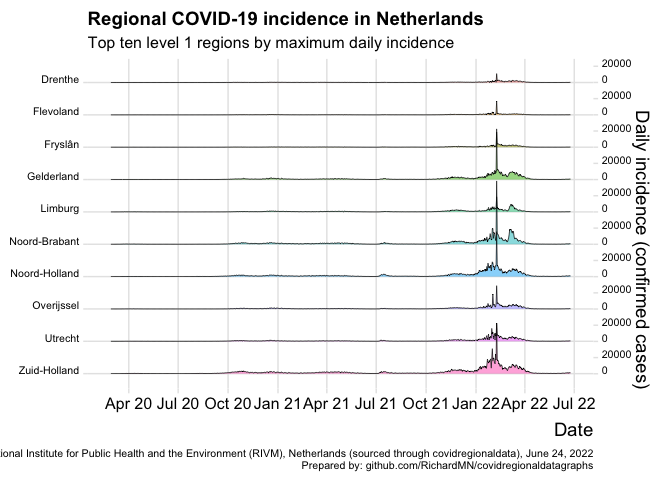 Regional COVID-19 incidence in Netherlands
Top ten level 1 regions by maximum daily incidence
Drenthe
Flevoland
Fryslân
Gelderland
Limburg
Noord-Brabant
Noord-Holland
Overijssel
Utrecht
Zuid-Holland
20000
0
20000
0
20000
0
20000
0
20000
0
20000
0
20000
0
20000
0
20000
0
20000
0
Daily incidence (confirmed cases)
Apr 20 Jul 20 Oct 20 Jan 21 Apr 21 Jul 21 Oct 21 Jan 22 Apr 22 Jul 22
Date
tional Institute for Public Health and the Environment (RIVM), Netherlands (sourced through covidregionaldata), June 24, 2022
Prepared by: github.com/RichardMN/covidregionaldatagraphs